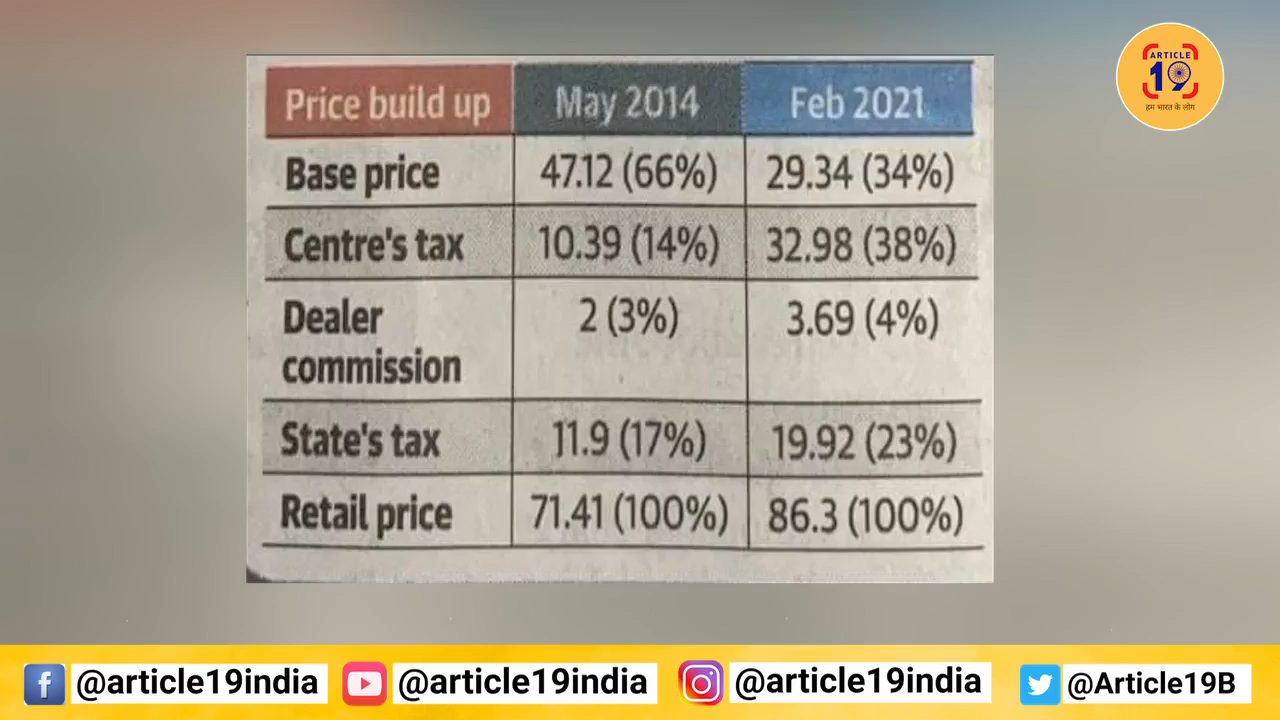 ARTICLE
19
हम भारत के लोग
Price build up May 2014 Feb 2021
Base price 47.12 (66%) 29.34 (34%)
Centre's tax 10.39 (14%) 32.98 (38%)
Dealer
commission 2 (3%) 3.69 (4%)
State's tax 11.9 (17%) 19.92 (23%)
Retail price 71.41 (100%) 86.3 (100%)
@article19india @article19india @article19india @Article19B